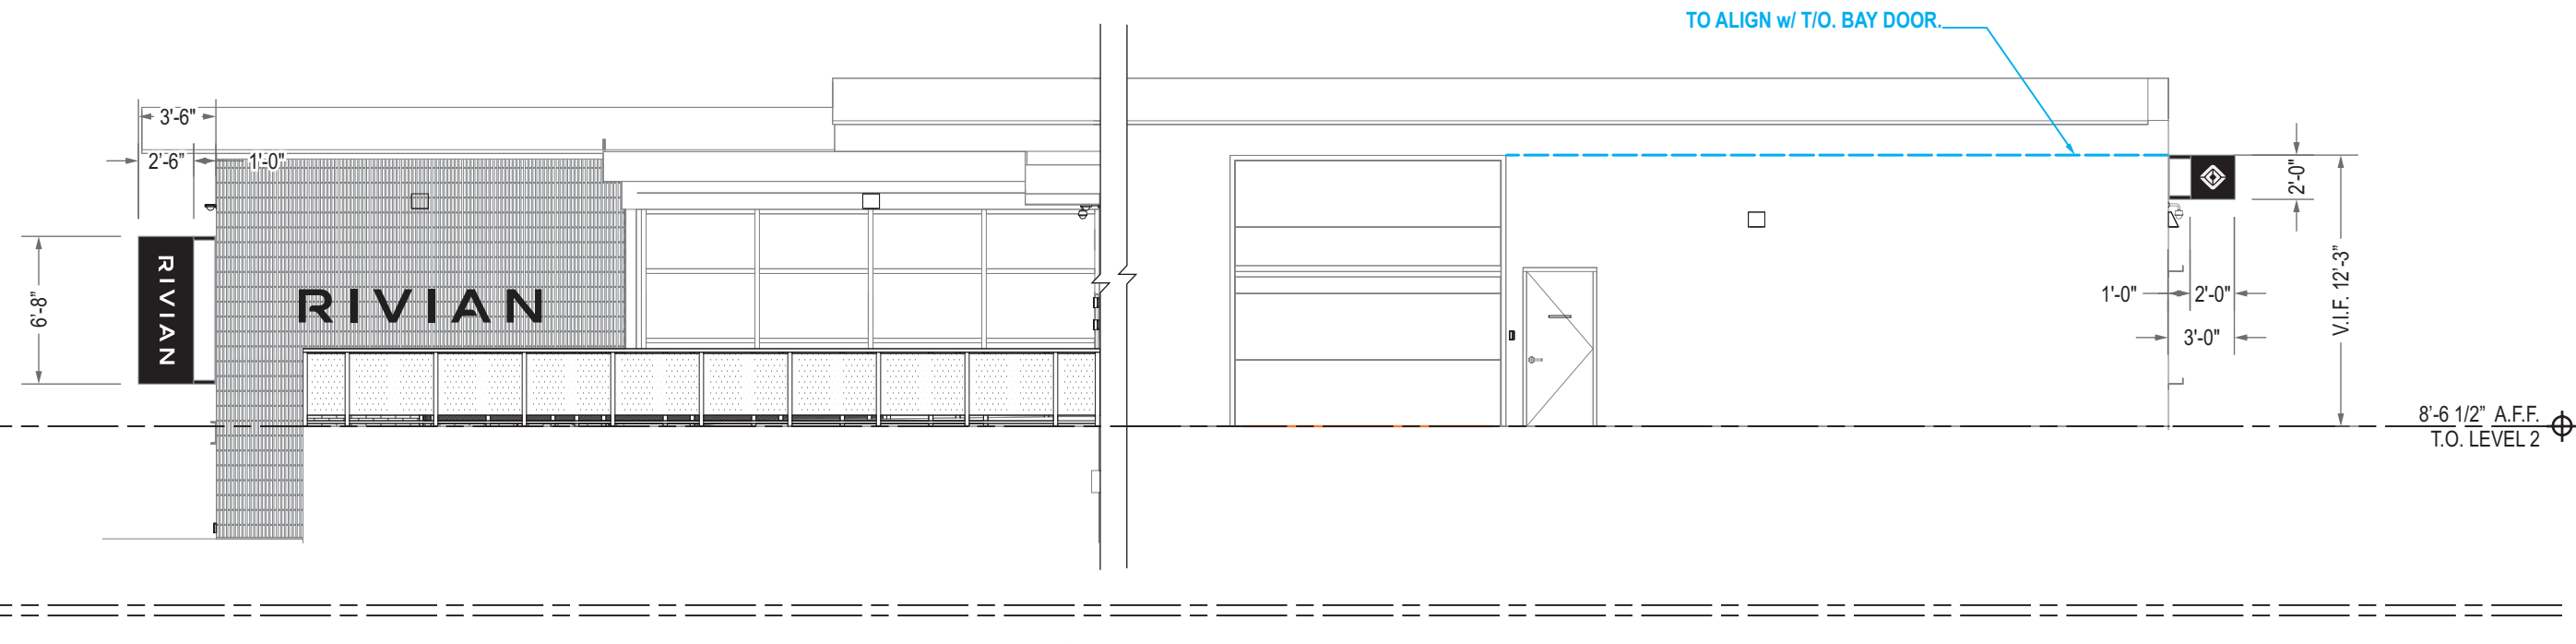 TO ALIGN w/ T/O. BAY DOOR.
3'-6"
2'-6"
1'-0"
2'-0"
6'-8"
RIVIAN
RIVIAN
V.I.F. 12'-3"
1'-0"
2'-0"
3'-0"
8'-6 1/2" A.F.F.
T.O. LEVEL 2